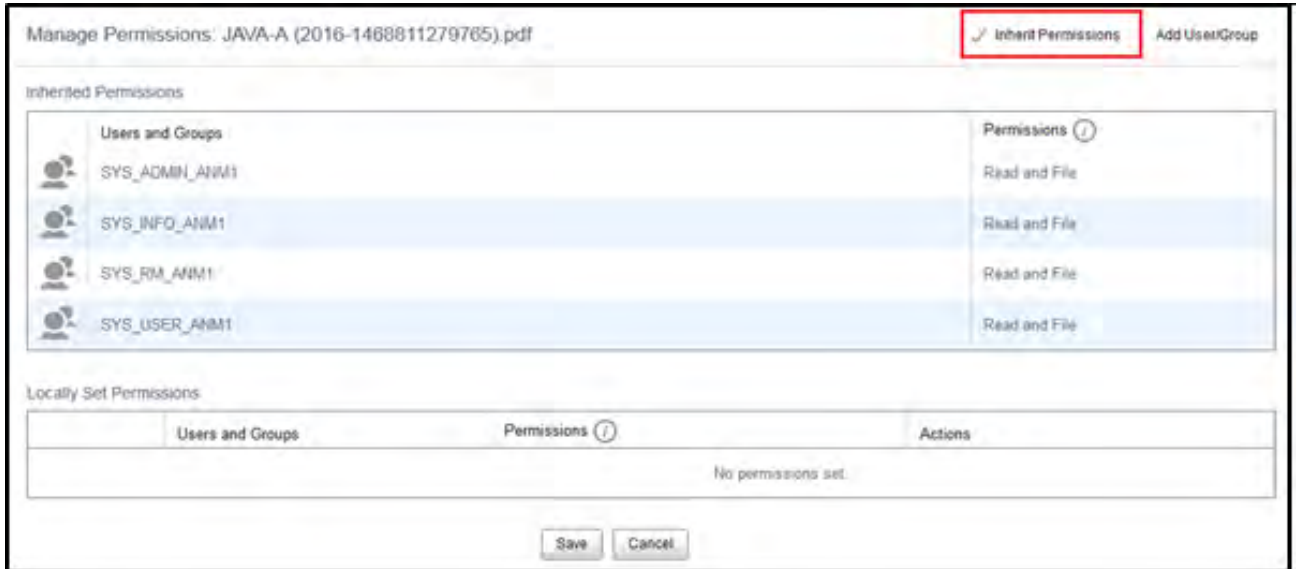 Manage Permissions: JAVA-A (2016-1468811279765).pdf Inherit Permissions Add User/Group
Inherited Permissions
Users and Groups Permissions
SYS_ADMIN_ANM1 Read and File
SYS_INFO_ANM1 Read and File
SYS_RM_ANM1 Read and File
SYS_USER_ANM1 Read and File
Locally Set Permissions
Users and Groups Permissions Actions
No permissions set.
Save Cancel